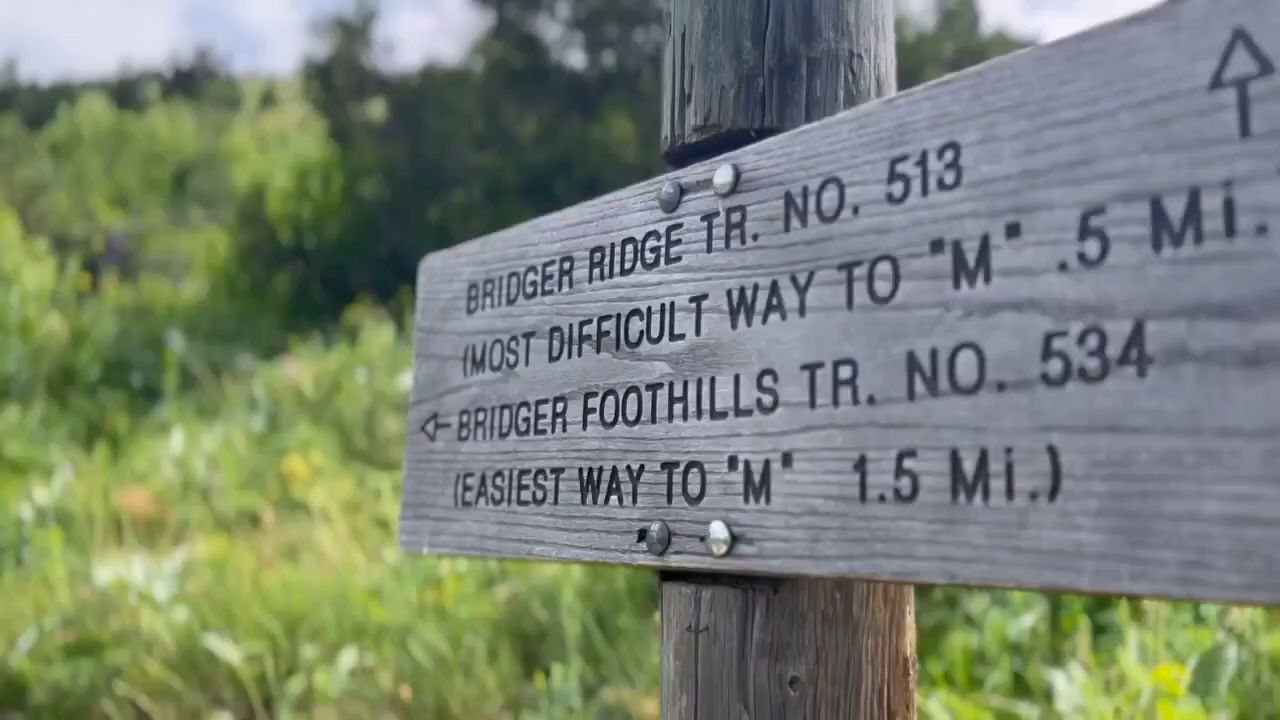 BRIDGER RIDGE TR. NO. 513
(MOST DIFFICULT WAY TO "M" .5 Mi.
BRIDGER FOOTHILLS TR. NO. 534
(EASIEST WAY TO "M" 1.5 Mi.)